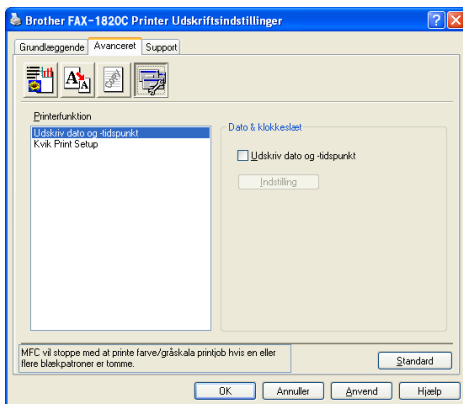 Brother FAX-1820C Printer Udskriftsindstillinger
Grundlæggende Avanceret Support
Printerfunktion
Udskriv dato og -tidspunkt
Kvik Print Setup
Dato & klokkeslæt
Udskriv dato og -tidspunkt
Indstilling
MFC vil stoppe med at printe farve/gråskala printjob hvis en eller
flere blækpatroner er tomme.
Standard
OK Annuller Anvend Hjælp